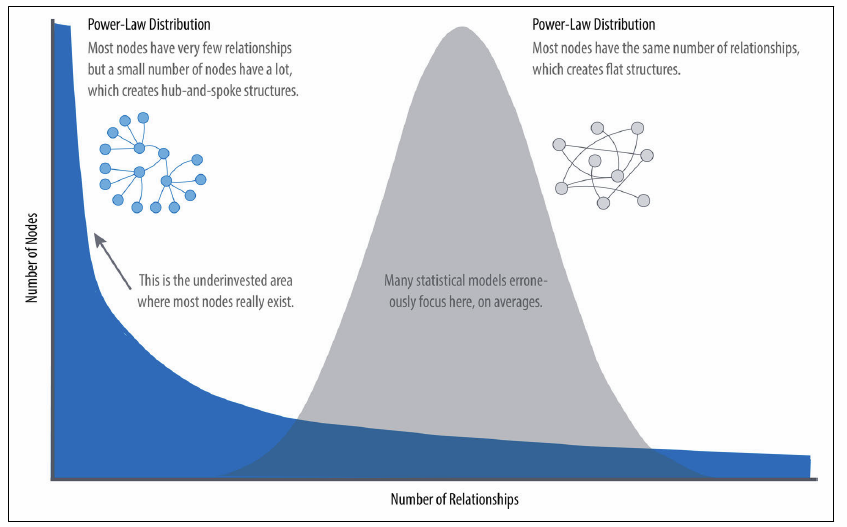 Power-Law Distribution
Most nodes have very few relationships
but a small number of nodes have a lot,
which creates hub-and-spoke structures.
Power-Law Distribution
Most nodes have the same number of relationships,
which creates flat structures.
This is the underinvested area
where most nodes really exist.
Many statistical models errone-
ously focus here, on averages.
Number of Nodes
Number of Relationships